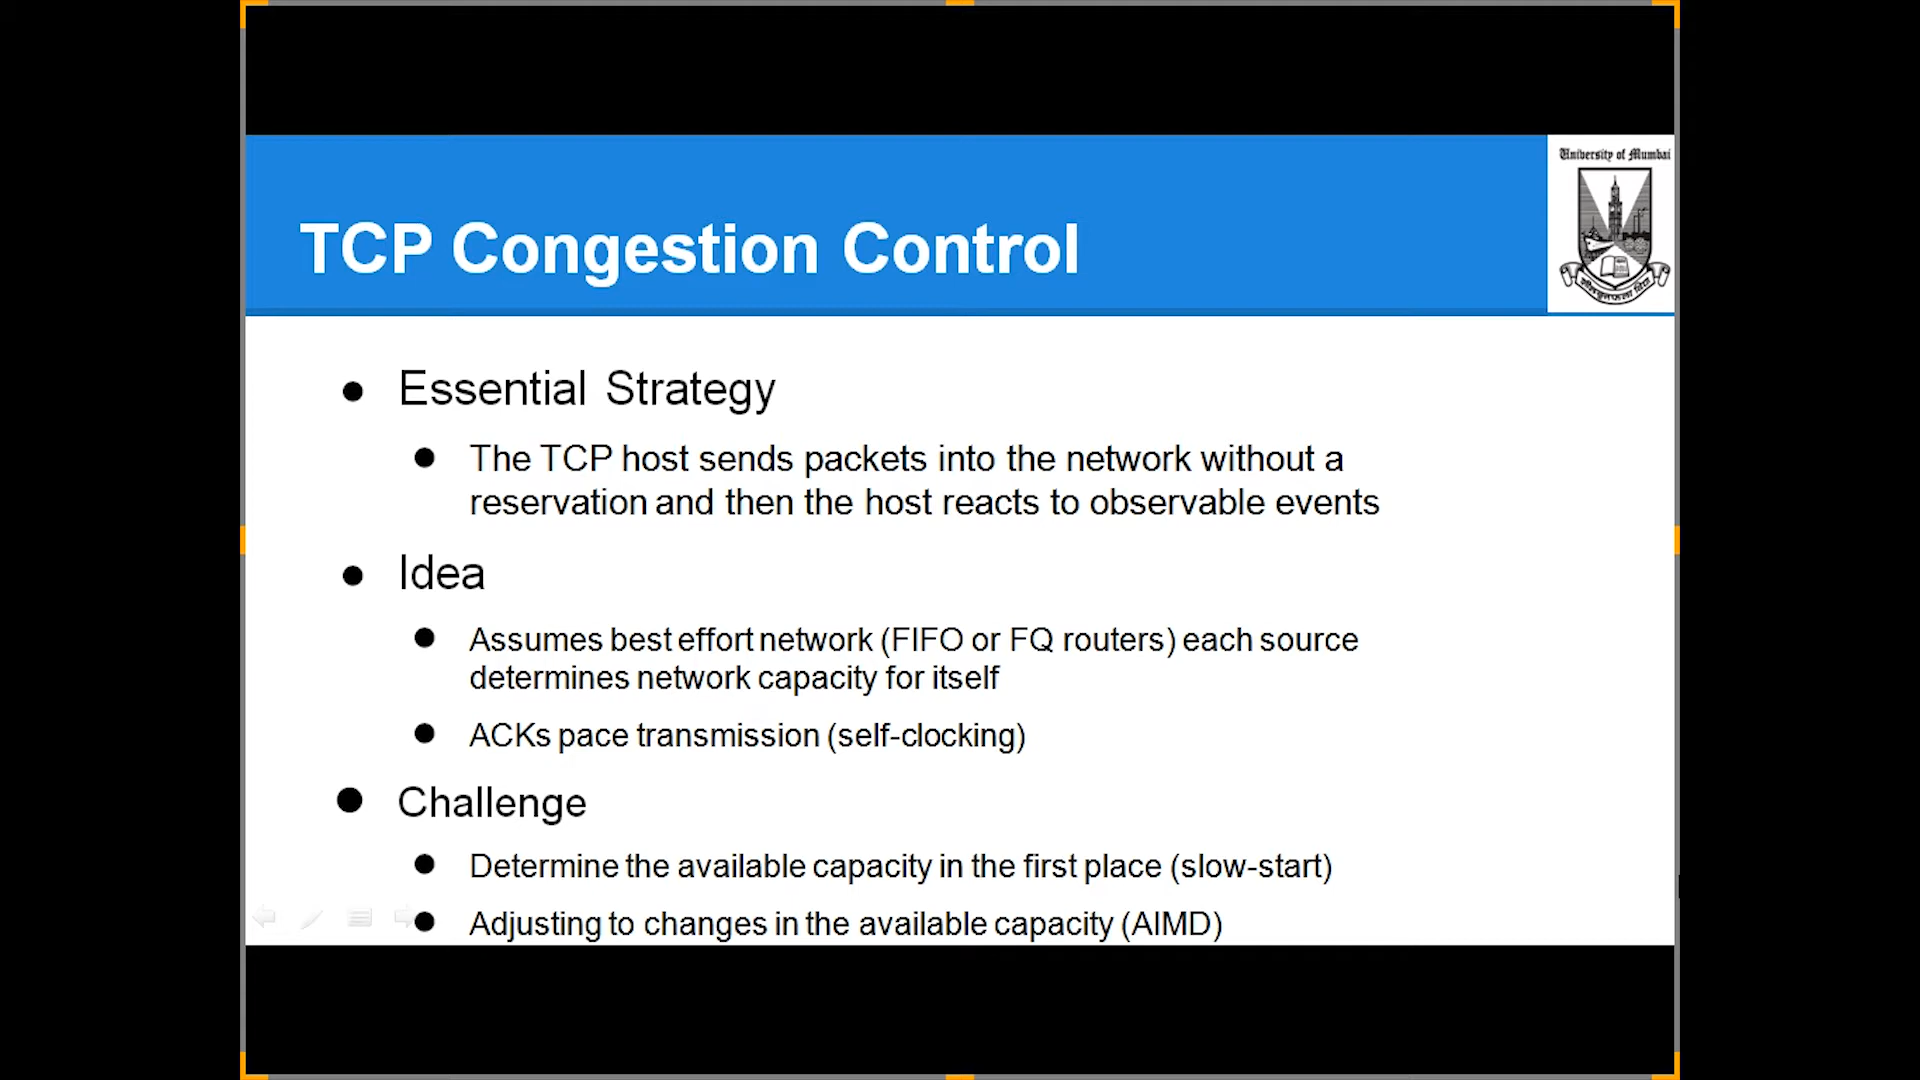 University of Mumbai
TCP Congestion Control
Essential Strategy
The TCP host sends packets into the network without a
reservation and then the host reacts to observable events
Idea
Assumes best effort network (FIFO or FQ routers) each source
determines network capacity for itself
ACKs pace transmission (self-clocking)
Challenge
Determine the available capacity in the first place (slow-start)
Adjusting to changes in the available capacity (AIMD)